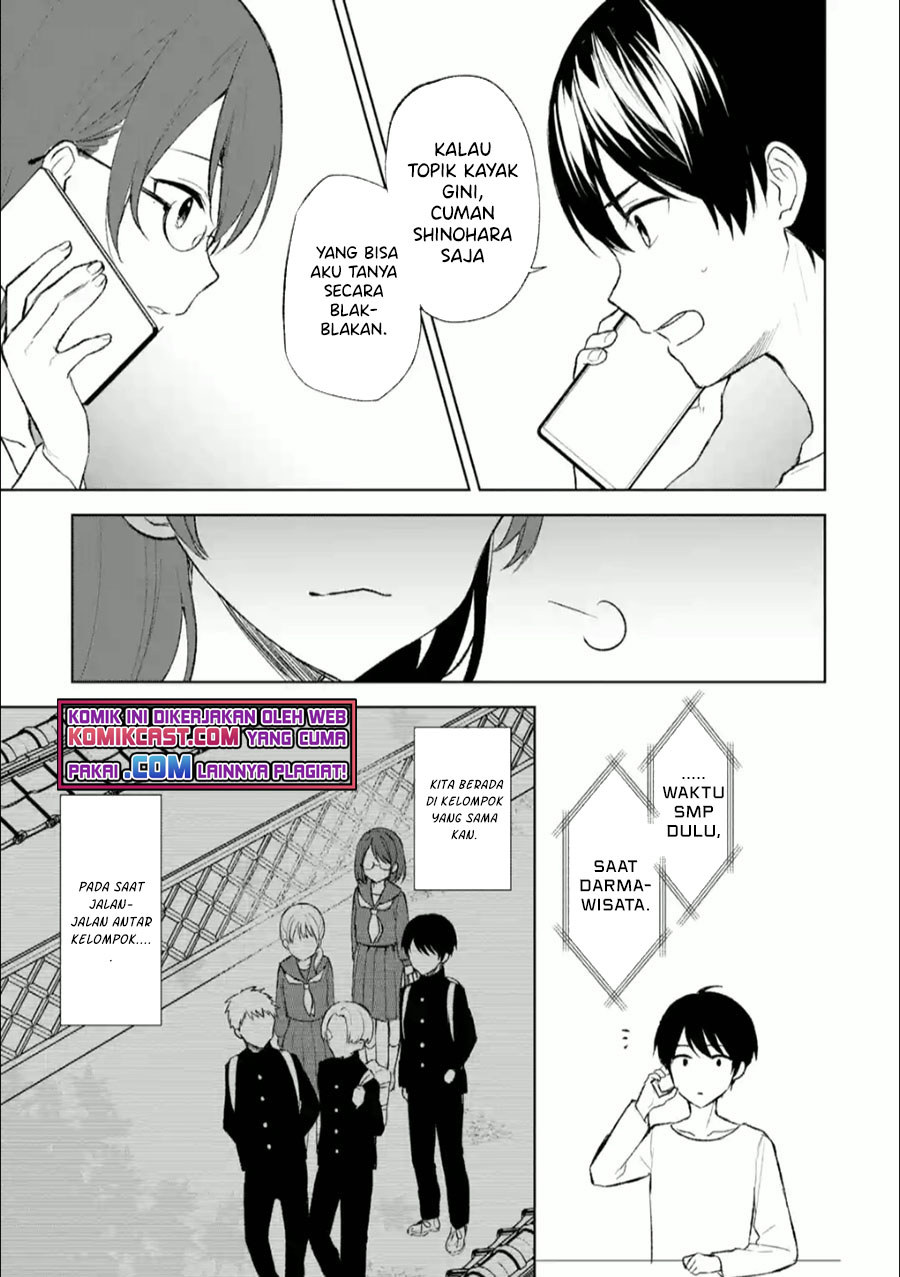 KALAU
TOPIK KAYAK
GINI,
CUMAN
SHINOHARA
SAJA
YANG BISA
AKU TANYA
SECARA
BLAK-
BLAKAN.
.....
WAKTU
SMP
DULU,
SAAT
DARMA-
WISATA.
KITA BERADA
DI KELOMPOK
YANG SAMA
KAN.
KOMIK INI DIKERJAKAN OLEH WEB
KOMIKCAST.COM YANG CUMA
PAKAI .COM LAINNYA PLAGIAT!
PADA SAAT
JALAN-
JALAN ANTAR
KELOMPOK....
.